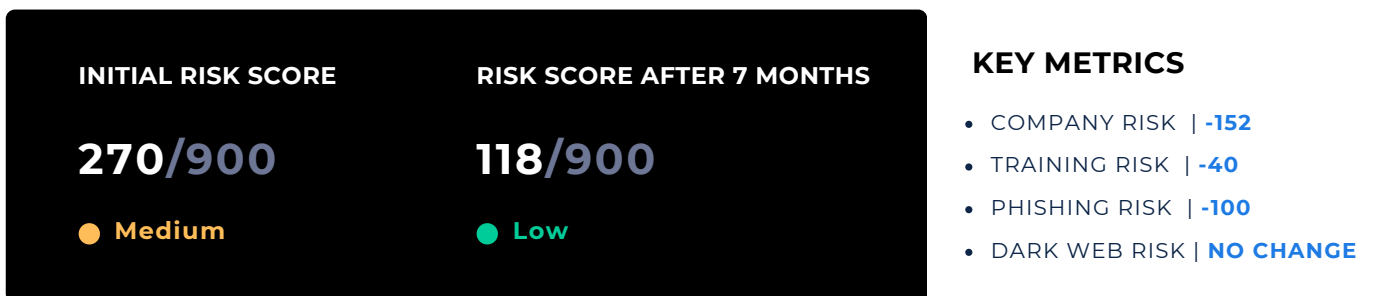 INITIAL RISK SCORE
270/900
Medium
RISK SCORE AFTER 7 MONTHS
118/900
Low
KEY METRICS
• COMPANY RISK | -152
• TRAINING RISK | -40
• PHISHING RISK | -100
• DARK WEB RISK | NO CHANGE